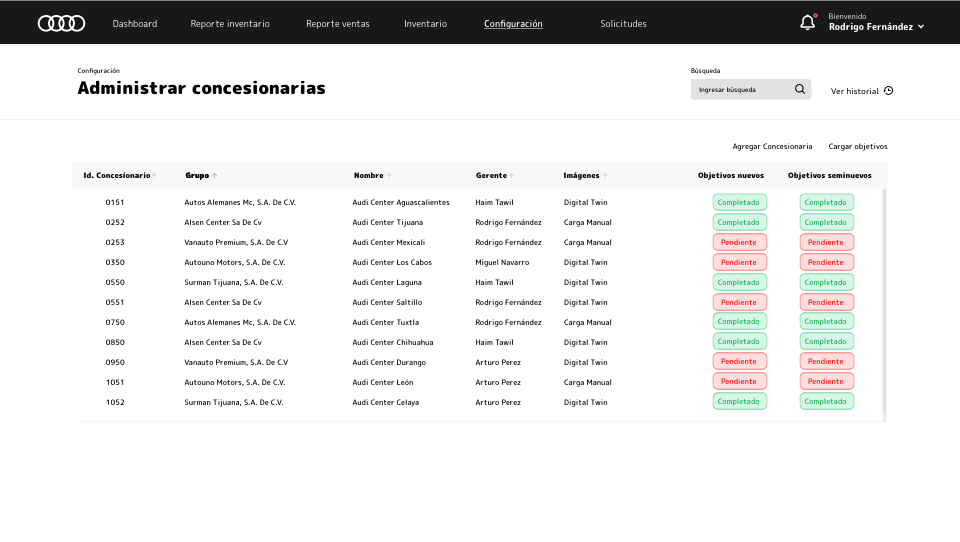 Dashboard Reporte inventario Reporte ventas Inventario Configuración Solicitudes Bienvenido
Rodrigo Fernández
Configuración
Administrar concesionarias
Búsqueda
Ingresar búsqueda
Ver historial
Agregar Concesionaria Cargar objetivos
Id. Concesionario Grupo Nombre Gerente Imágenes Objetivos nuevos Objetivos seminuevos
0151 Autos Alemanes Mc, S.A. De C.V. Audi Center Aguascalientes Haim Tawil Digital Twin Completado Completado
0252 Alsen Center Sa De Cv Audi Center Tijuana Rodrigo Fernández Carga Manual Completado Completado
0253 Vanauto Premium, S.A. De C.V Audi Center Mexicali Rodrigo Fernández Carga Manual Pendiente Pendiente
0350 Autouno Motors, S.A. De C.V. Audi Center Los Cabos Miguel Navarro Digital Twin Pendiente Pendiente
0550 Surman Tijuana, S.A. De C.V. Audi Center Laguna Haim Tawil Digital Twin Completado Completado
0551 Alsen Center Sa De Cv Audi Center Saltillo Rodrigo Fernández Digital Twin Pendiente Pendiente
0750 Autos Alemanes Mc, S.A. De C.V. Audi Center Tuxtla Rodrigo Fernández Carga Manual Completado Completado
0850 Alsen Center Sa De Cv Audi Center Chihuahua Haim Tawil Digital Twin Completado Completado
0950 Vanauto Premium, S.A. De C.V Audi Center Durango Arturo Perez Digital Twin Pendiente Pendiente
1051 Autouno Motors, S.A. De C.V. Audi Center León Arturo Perez Carga Manual Pendiente Pendiente
1052 Surman Tijuana, S.A. De C.V. Audi Center Celaya Arturo Perez Digital Twin Completado Completado